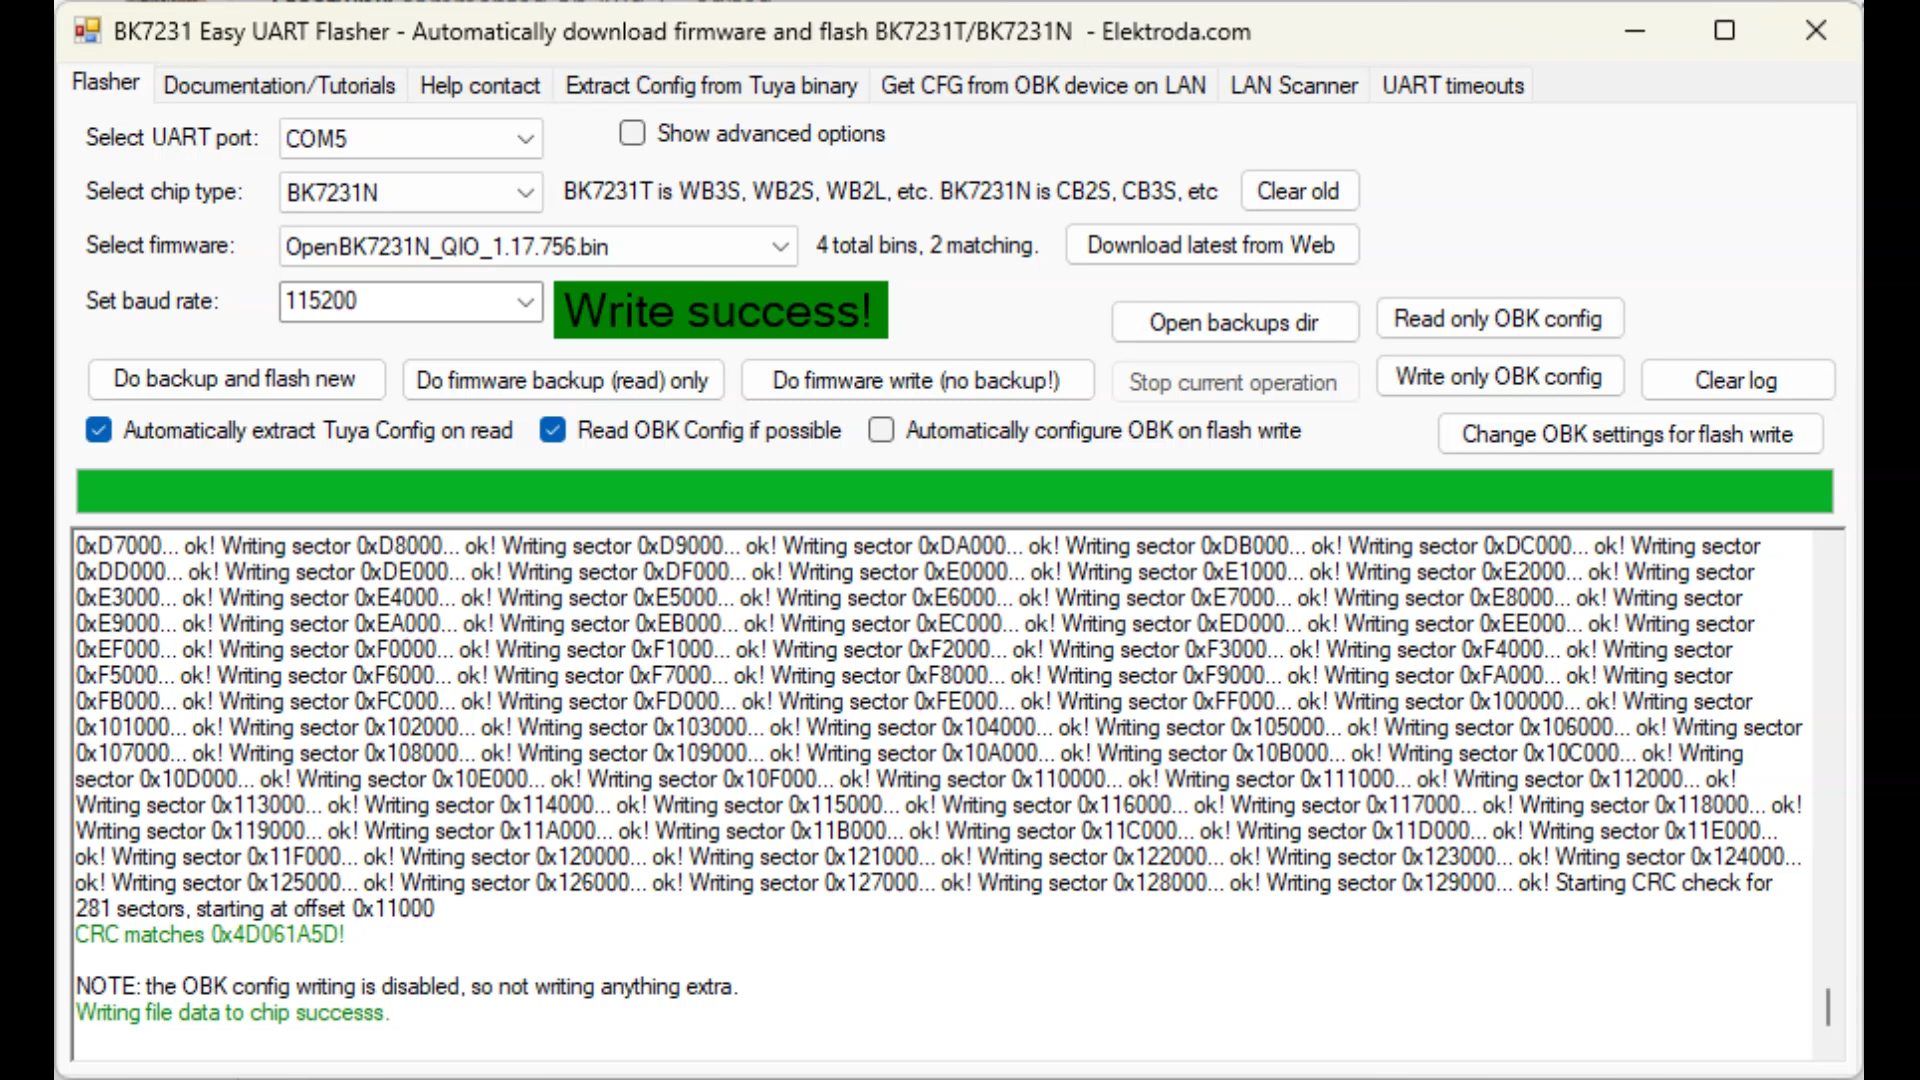 BK7231 Easy UART Flasher - Automatically download firmware and flash BK7231T/BK7231N - Elektroda.com
Flasher Documentation/Tutorials Help contact Extract Config from Tuya binary Get CFG from OBK device on LAN LAN Scanner UART timeouts
Select UART port: COM5 Show advanced options
Select chip type: BK7231N BK7231T is WB3S, WB2S, WB2L, etc. BK7231N is CB2S, CB3S, etc Clear old
Select firmware: OpenBK7231N_QIO_1.17.756.bin 4 total bins, 2 matching. Download latest from Web
Set baud rate: 115200 Write success! Open backups dir Read only OBK config
Do backup and flash new Do firmware backup (read) only Do firmware write (no backup!) Stop current operation Write only OBK config Clear log
Automatically extract Tuya Config on read Read OBK Config if possible Automatically configure OBK on flash write Change OBK settings for flash write
0xD7000... ok! Writing sector 0xD8000... ok! Writing sector 0xD9000... ok! Writing sector 0xDA000... ok! Writing sector 0xDB000... ok! Writing sector 0xDC000... ok! Writing sector
0xDD000... ok! Writing sector 0xDE000... ok! Writing sector 0xDF000... ok! Writing sector 0xE0000... ok! Writing sector 0xE1000... ok! Writing sector 0xE2000... ok! Writing sector
0xE3000... ok! Writing sector 0xE4000... ok! Writing sector 0xE5000... ok! Writing sector 0xE6000... ok! Writing sector 0xE7000... ok! Writing sector 0xE8000... ok! Writing sector
0xE9000... ok! Writing sector 0xEA000... ok! Writing sector 0xEB000... ok! Writing sector 0xEC000... ok! Writing sector 0xED000... ok! Writing sector 0xEE000... ok! Writing sector
0xEF000... ok! Writing sector 0xF0000... ok! Writing sector 0xF1000... ok! Writing sector 0xF2000... ok! Writing sector 0xF3000... ok! Writing sector 0xF4000... ok! Writing sector
0xF5000... ok! Writing sector 0xF6000... ok! Writing sector 0xF7000... ok! Writing sector 0xF8000... ok! Writing sector 0xF9000... ok! Writing sector 0xFA000... ok! Writing sector
0xFB000... ok! Writing sector 0xFC000... ok! Writing sector 0xFD000... ok! Writing sector 0xFE000... ok! Writing sector 0xFF000... ok! Writing sector 0x100000... ok! Writing sector
0x101000... ok! Writing sector 0x102000... ok! Writing sector 0x103000... ok! Writing sector 0x104000... ok! Writing sector 0x105000... ok! Writing sector 0x106000... ok! Writing sector
0x107000... ok! Writing sector 0x108000... ok! Writing sector 0x109000... ok! Writing sector 0x10A000... ok! Writing sector 0x10B000... ok! Writing sector 0x10C000... ok! Writing
sector 0x10D000... ok! Writing sector 0x10E000... ok! Writing sector 0x10F000... ok! Writing sector 0x110000... ok! Writing sector 0x111000... ok! Writing sector 0x112000... ok!
Writing sector 0x113000... ok! Writing sector 0x114000... ok! Writing sector 0x115000... ok! Writing sector 0x116000... ok! Writing sector 0x117000... ok! Writing sector 0x118000... ok!
Writing sector 0x119000... ok! Writing sector 0x11A000... ok! Writing sector 0x11B000... ok! Writing sector 0x11C000... ok! Writing sector 0x11D000... ok! Writing sector 0x11E000...
ok! Writing sector 0x11F000... ok! Writing sector 0x120000... ok! Writing sector 0x121000... ok! Writing sector 0x122000... ok! Writing sector 0x123000... ok! Writing sector 0x124000...
ok! Writing sector 0x125000... ok! Writing sector 0x126000... ok! Writing sector 0x127000... ok! Writing sector 0x128000... ok! Writing sector 0x129000... ok! Starting CRC check for
281 sectors, starting at offset 0x11000
CRC matches 0x4D061A5D!
NOTE: the OBK config writing is disabled, so not writing anything extra.
Writing file data to chip successs.